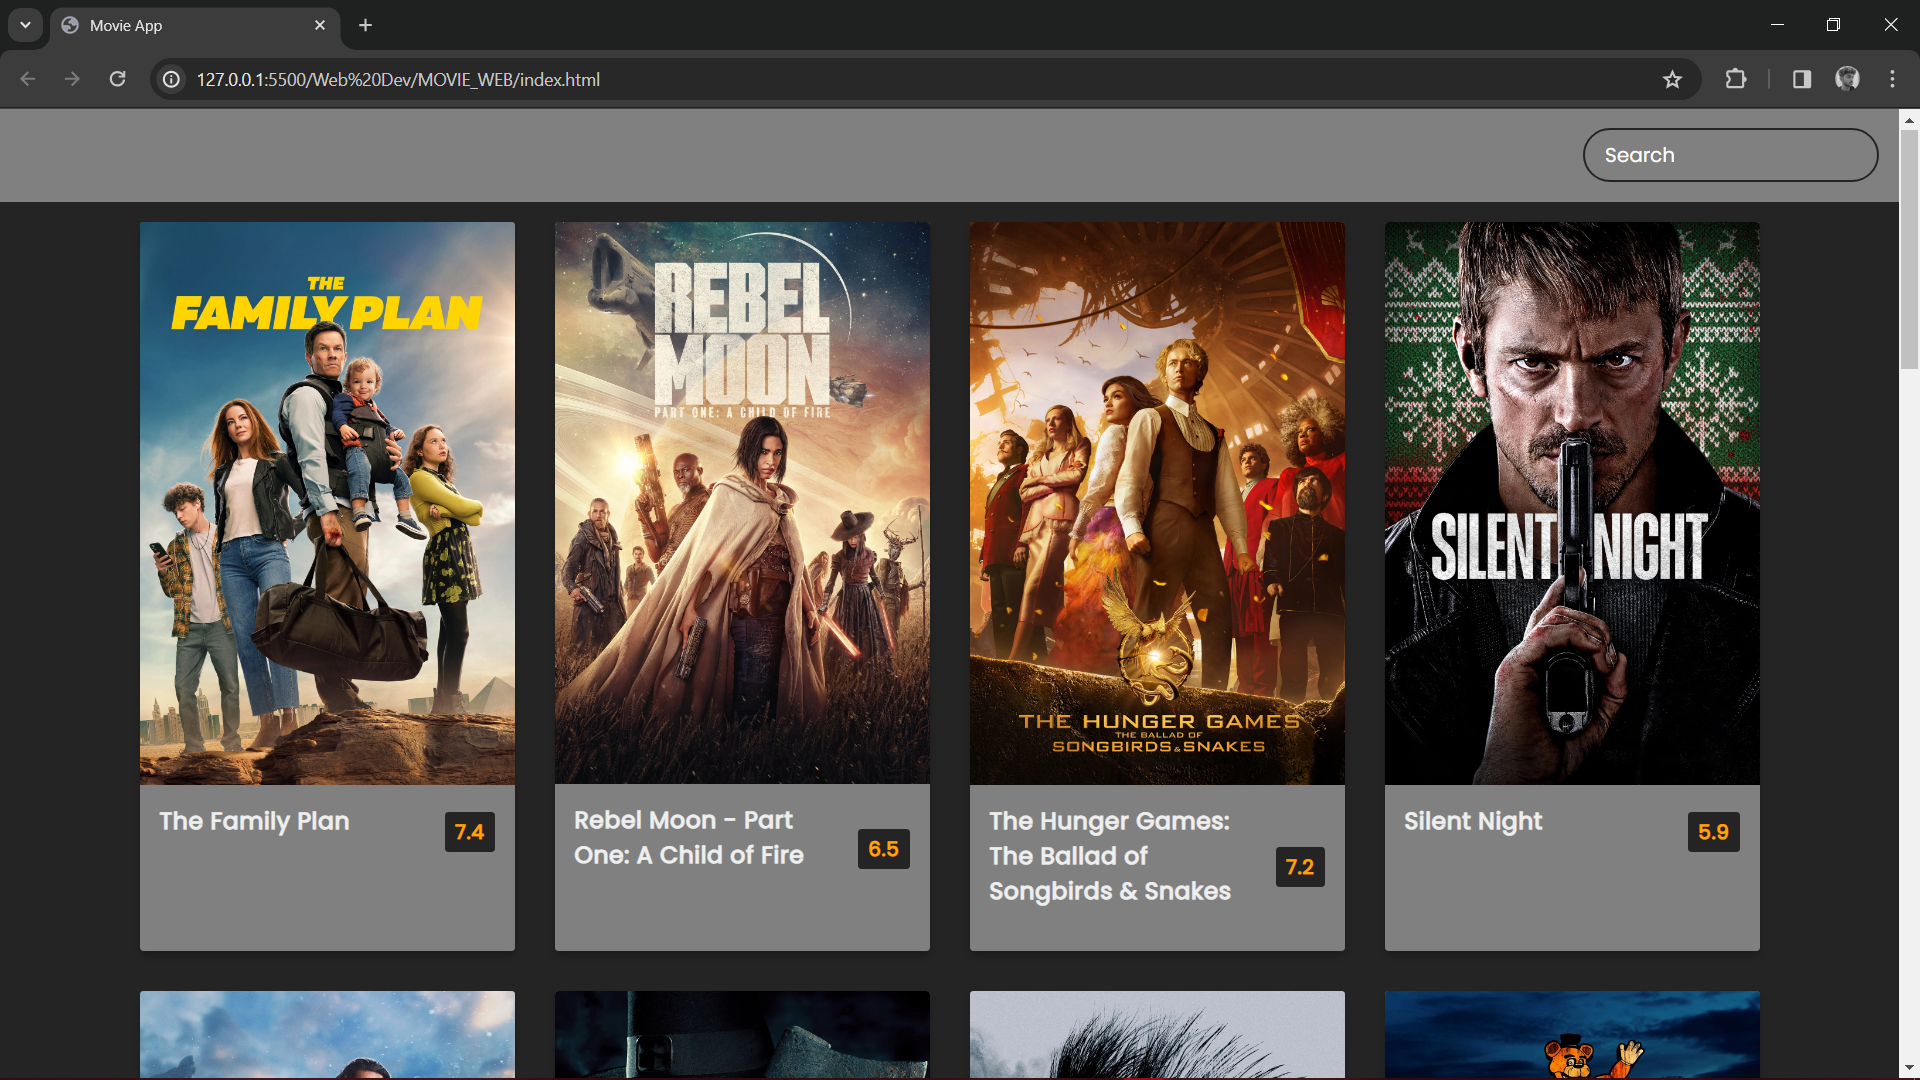 Movie App
127.0.0.1:5500/Web%20Dev/MOVIE_WEB/index.html
Search
THE
FAMILY PLAN
REBEL
MOON
PART ONE: A CHILD OF FIRE
THE HUNGER GAMES
THE BALLAD OF
SONGBIRDS & SNAKES
SILENT NIGHT
The Family Plan
7.4
Rebel Moon - Part
One: A Child of Fire
6.5
The Hunger Games:
The Ballad of
Songbirds & Snakes
7.2
Silent Night
5.9